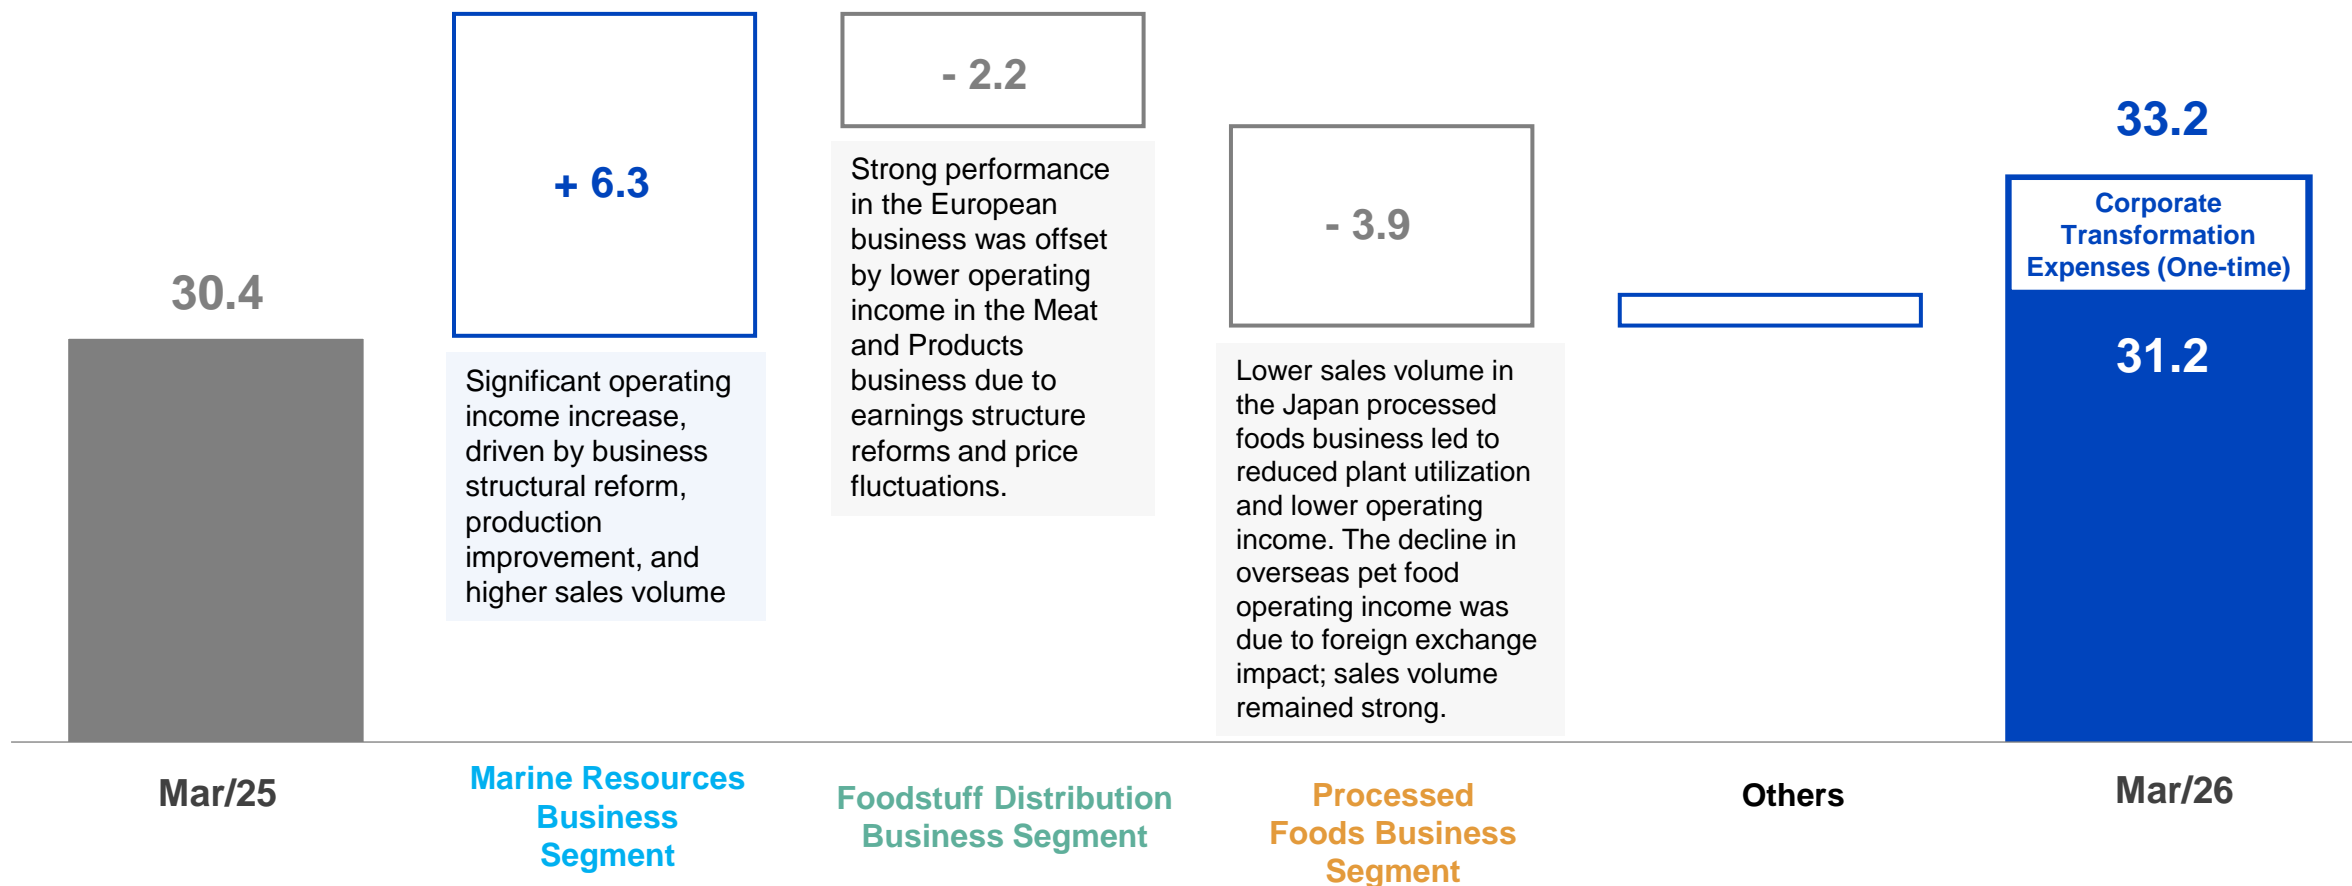 30.4
+ 6.3
Significant operating
income increase,
driven by business
structural reform,
production
improvement, and
higher sales volume
- 2.2
Strong performance
in the European
business was offset
by lower operating
income in the Meat
and Products
business due to
earnings structure
reforms and price
fluctuations.
- 3.9
Lower sales volume in
the Japan processed
foods business led to
reduced plant utilization
and lower operating
income. The decline in
overseas pet food
operating income was
due to foreign exchange
impact; sales volume
remained strong.
33.2
Corporate
Transformation
Expenses (One-time)
31.2
Mar/25
Marine Resources
Business
Segment
Foodstuff Distribution
Business Segment
Processed
Foods Business
Segment
Others
Mar/26